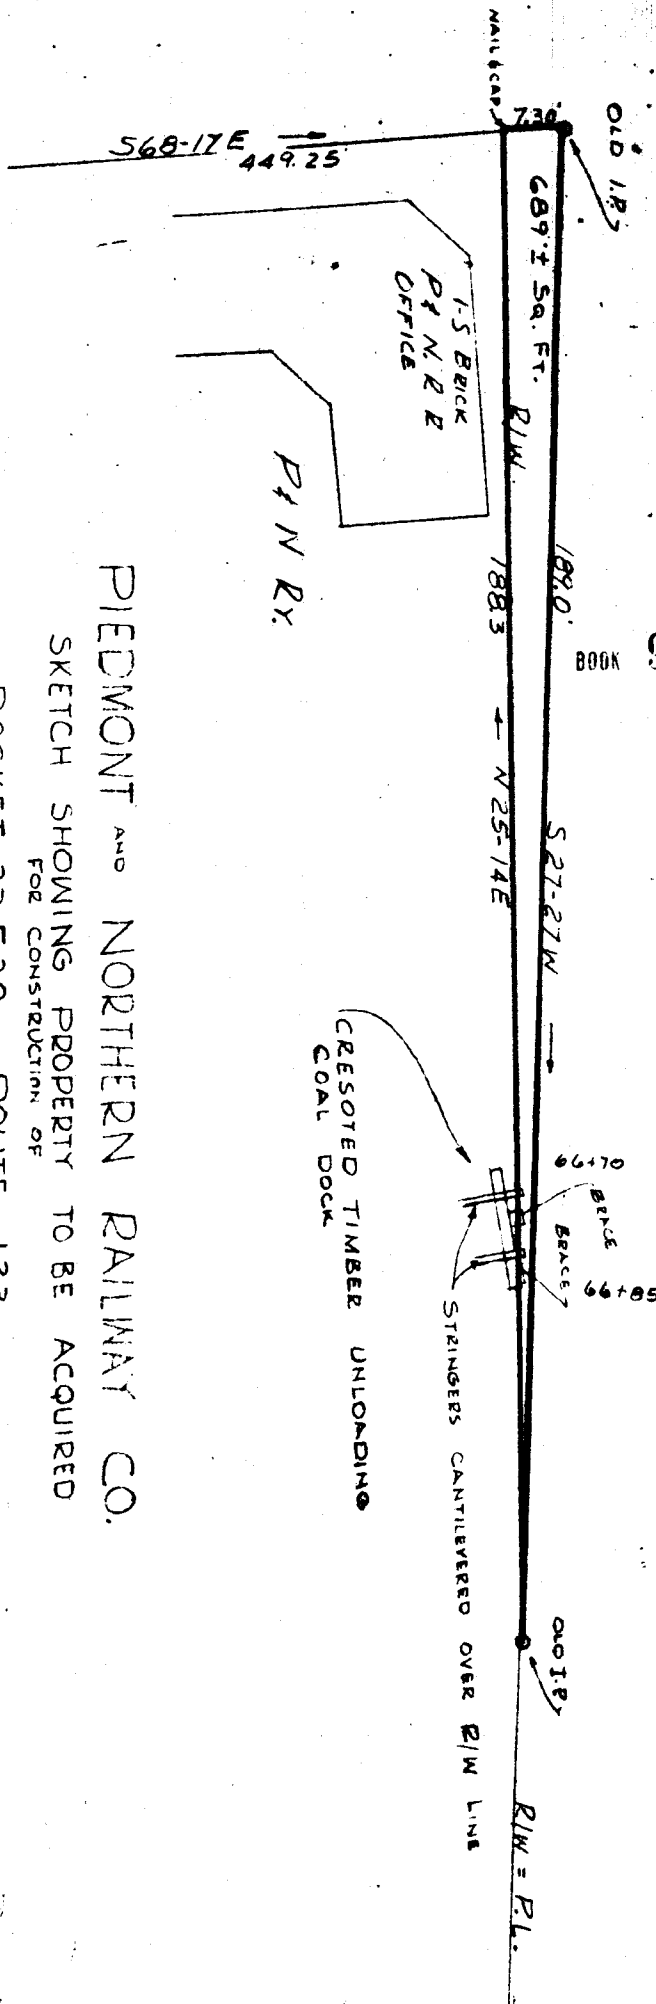 NAIL & CAP
7.30'
OLD I.P.
S68-17E
449.25
689'± SQ. FT.
1-S BRICK
P& N. R R
OFFICE
R/W.
P& N RY.
189.0'
188.3
BOOK
← N 25-14E
S 27-27 W
66+70
BRACE
BRACE
66+85
CRESOTED TIMBER UNLOADING
COAL DOCK
STRINGERS CANTILEVERED OVER R/W LINE
OLD I.P.
R/W = P.L.
PIEDMONT AND NORTHERN RAILWAY CO.
SKETCH SHOWING PROPERTY TO BE ACQUIRED
FOR CONSTRUCTION OF